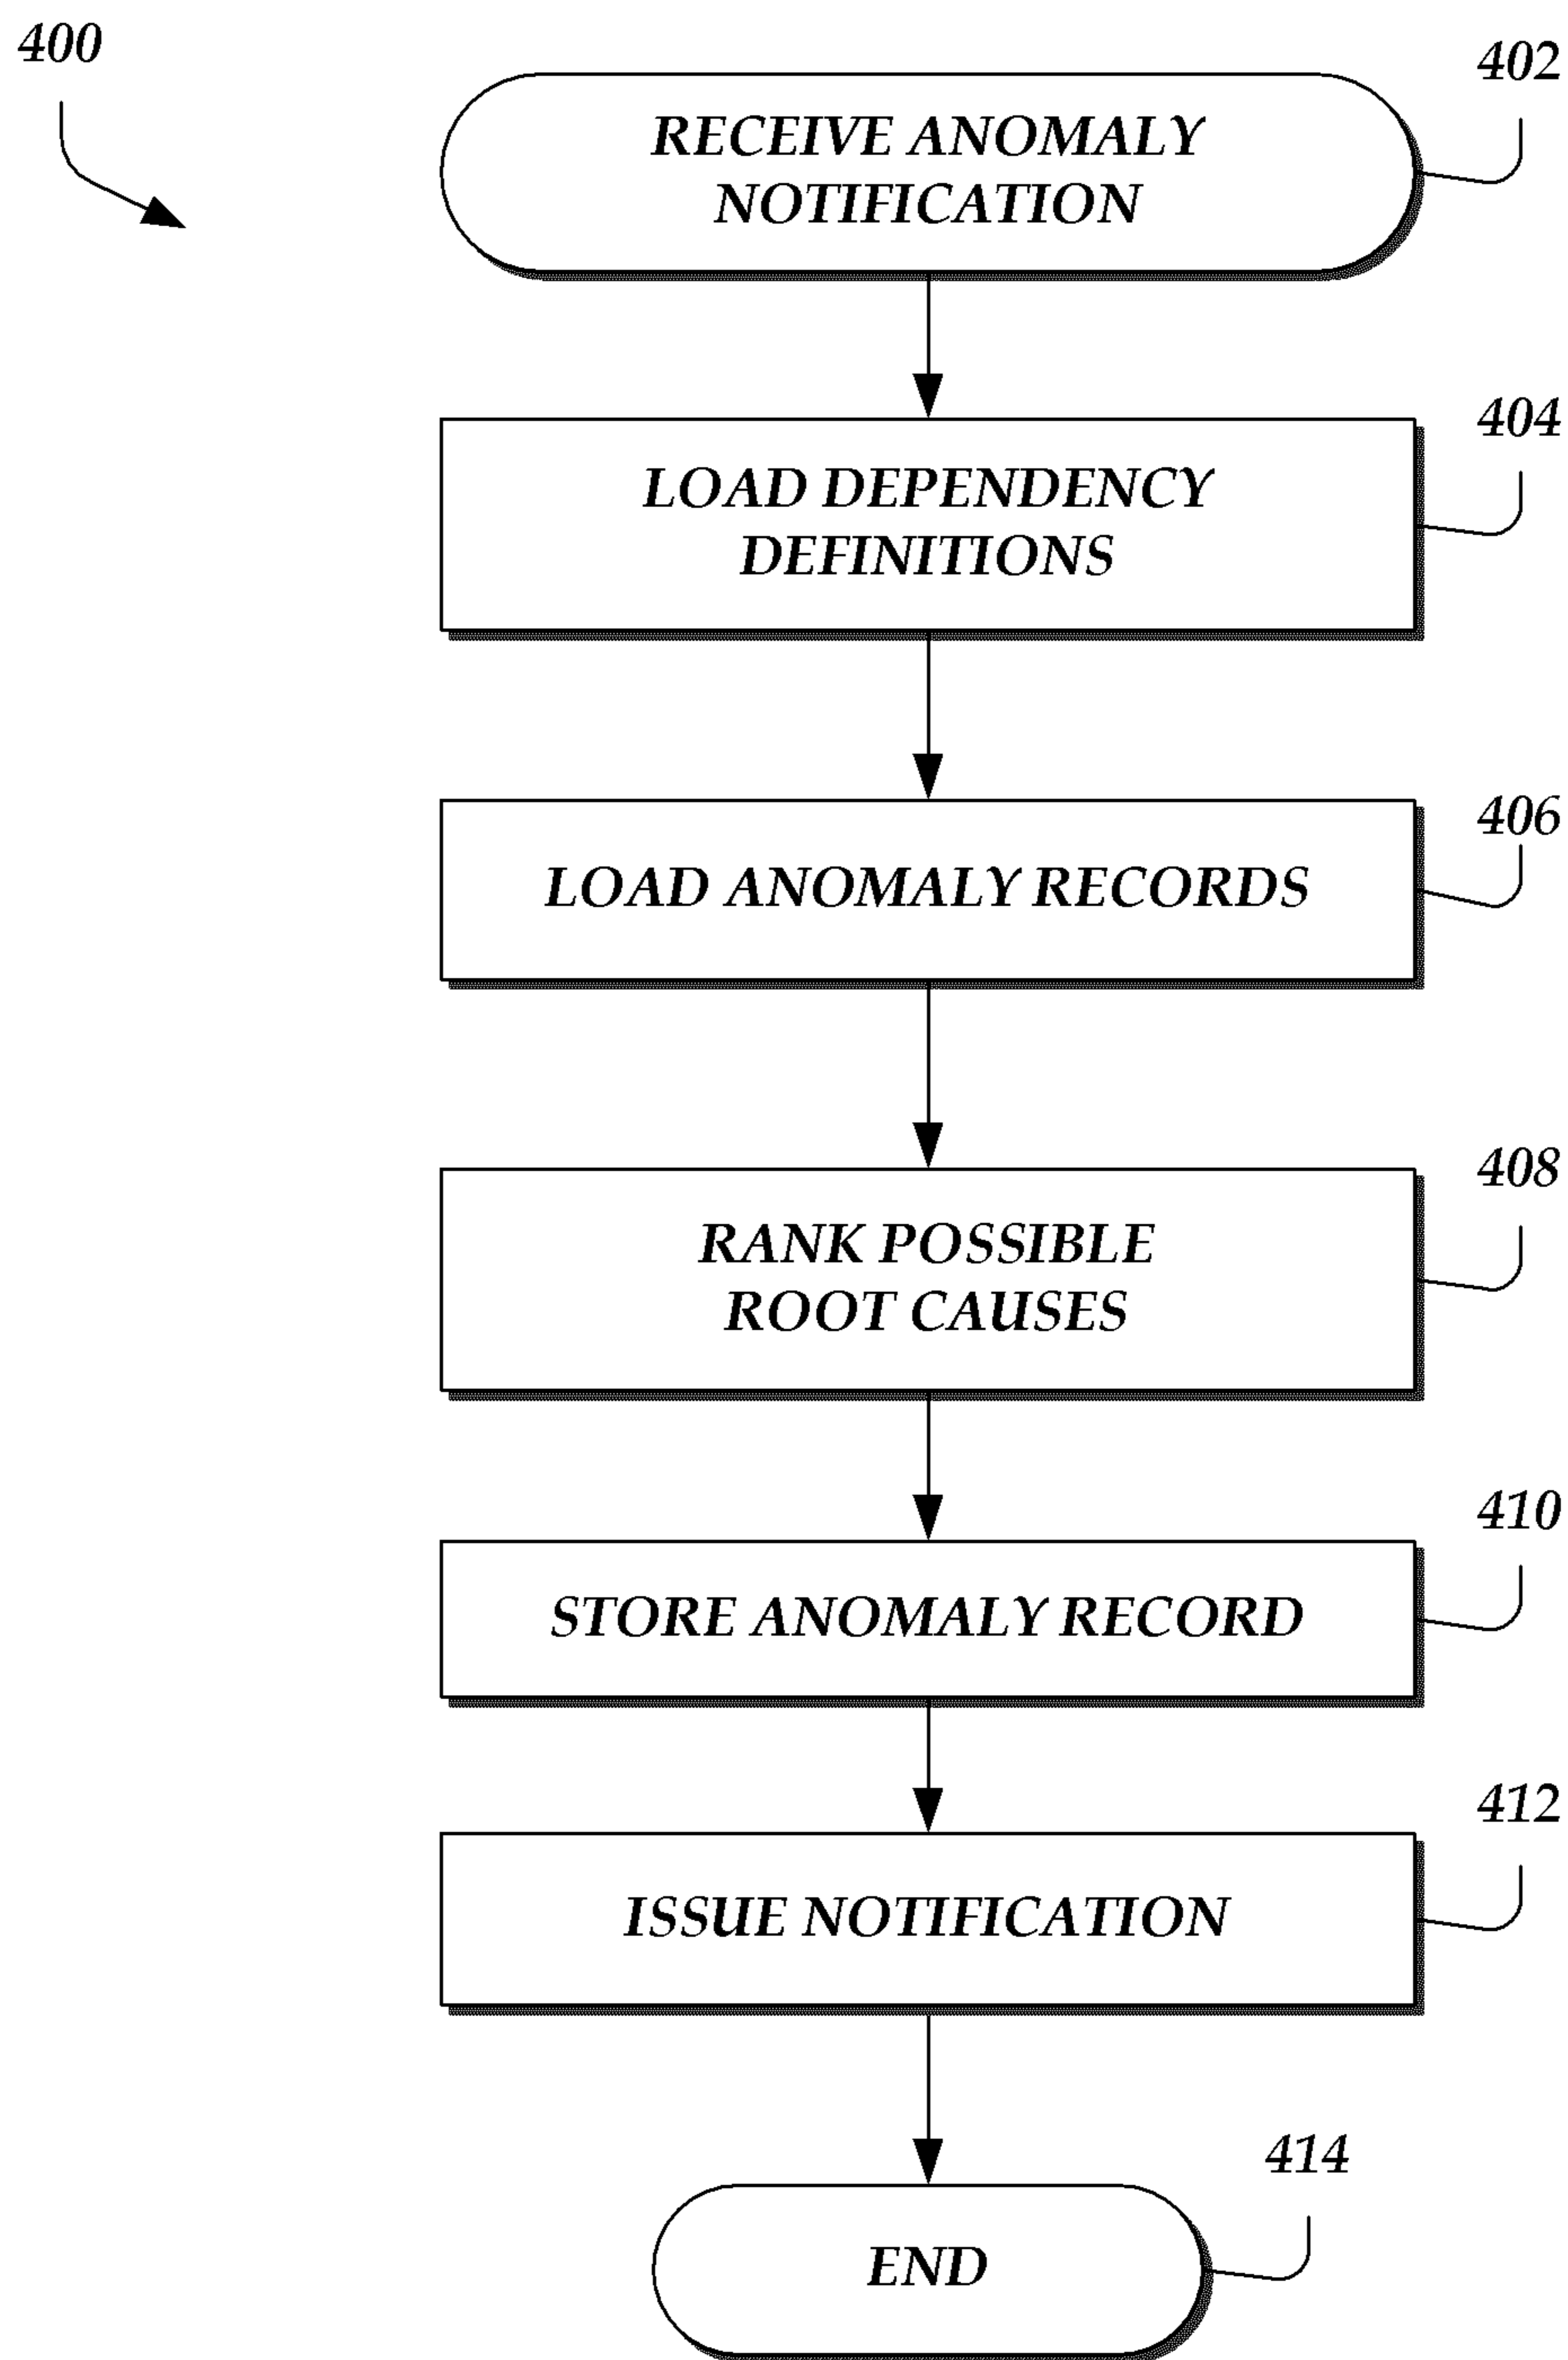 400
402
RECEIVE ANOMALY
NOTIFICATION
404
LOAD DEPENDENCY
DEFINITIONS
406
LOAD ANOMALY RECORDS
408
RANK POSSIBLE
ROOT CAUSES
410
STORE ANOMALY RECORD
412
ISSUE NOTIFICATION
414
END